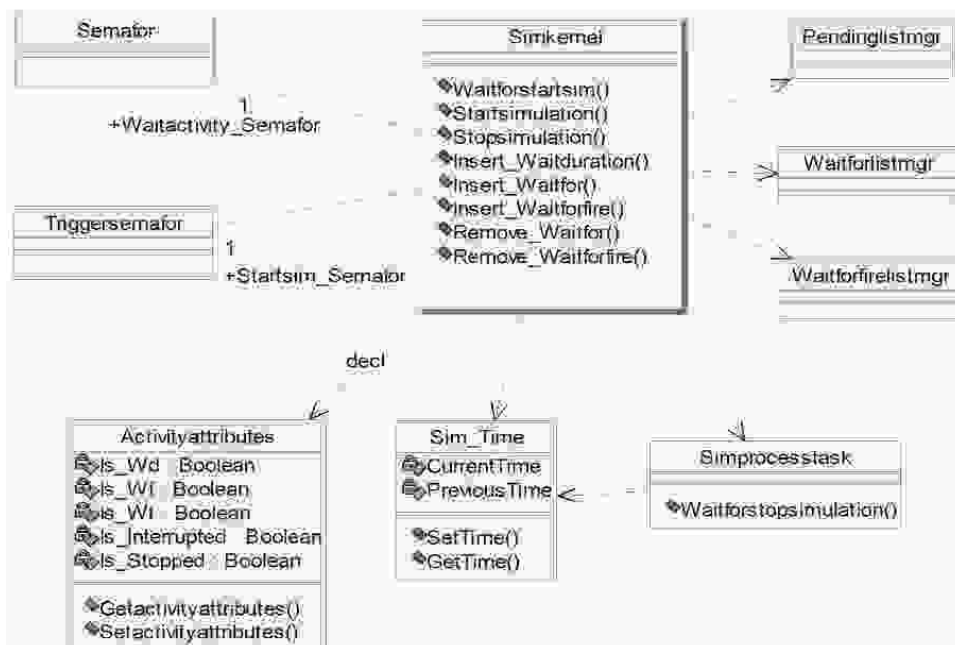 Semafor
Simkernel
Pendinglistmgr
Waitforstartsim()
Startsimulation()
Stopsimulation()
Insert_Waitduration()
Insert_Waitfor()
Insert_Waitforfire()
Remove_Waitfor()
Remove_Waitforfire()
1
+Waitactivity_Semafor
Waitforlistmgr
Triggersemafor
1
+Startsim_Semafor
Waitforfirelistmgr
decl
Activityattributes
Is_Wd Boolean
Is_Wf Boolean
Is_Wf Boolean
Is_Interrupted Boolean
Is_Stopped Boolean
Getactivityattributes()
Setactivityattributes()
Sim_Time
CurrentTime
PreviousTime
SetTime()
GetTime()
Simprocesstask
Waitforstopsimulation()